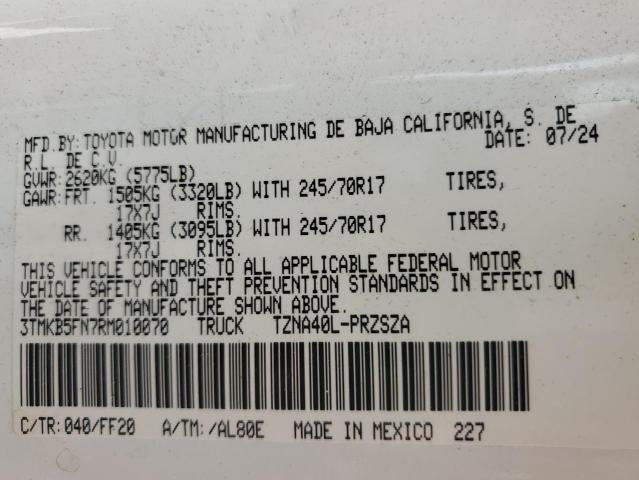 MFD.BY:TOYOTA MOTOR MANUFACTURING DE BAJA CALIFORNIA, S. DE
R.L. DE C.V. DATE: 07/24
GVWR:2620KG (5775LB)
GAWR:FRT. 1505KG (3320LB) WITH 245/70R17 TIRES,
17X7J RIMS.
RR. 1405KG (3095LB) WITH 245/70R17 TIRES,
17X7J RIMS.
THIS VEHICLE CONFORMS TO ALL APPLICABLE FEDERAL MOTOR
VEHICLE SAFETY AND THEFT PREVENTION STANDARDS IN EFFECT ON
THE DATE OF MANUFACTURE SHOWN ABOVE.
3TMKB5FN7RM010070 TRUCK TZNA40L-PRZSZA
C/TR:040/FF20 A/TM:/AL80E MADE IN MEXICO 227